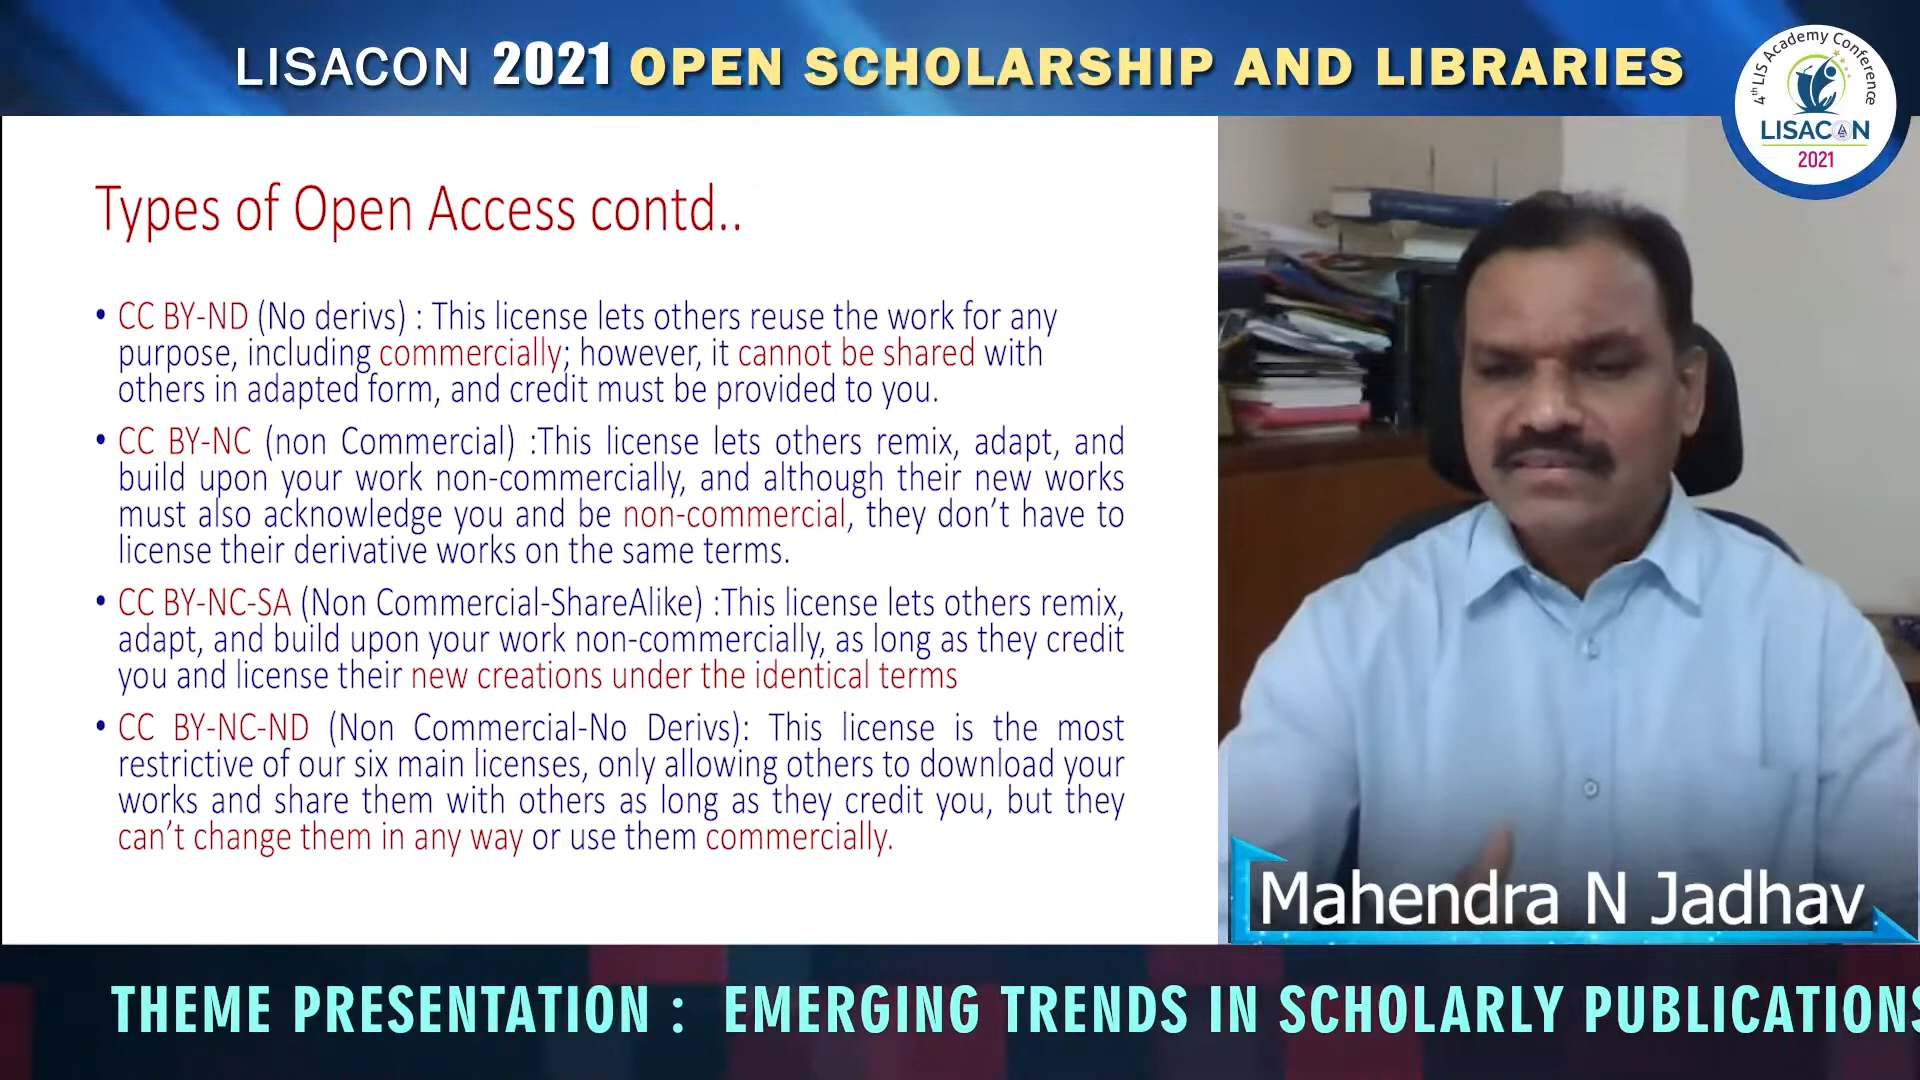 LISACON 2021 OPEN SCHOLARSHIP AND LIBRARIES
4th LIS Academy Conference
LISACON
2021
Types of Open Access contd..
• CC BY-ND (No derivs) : This license lets others reuse the work for any
purpose, including commercially; however, it cannot be shared with
others in adapted form, and credit must be provided to you.
• CC BY-NC (non Commercial) :This license lets others remix, adapt, and
build upon your work non-commercially, and although their new works
must also acknowledge you and be non-commercial, they don’t have to
license their derivative works on the same terms.
• CC BY-NC-SA (Non Commercial-ShareAlike) :This license lets others remix,
adapt, and build upon your work non-commercially, as long as they credit
you and license their new creations under the identical terms
• CC BY-NC-ND (Non Commercial-No Derivs): This license is the most
restrictive of our six main licenses, only allowing others to download your
works and share them with others as long as they credit you, but they
can’t change them in any way or use them commercially.
Mahendra N Jadhav
THEME PRESENTATION : EMERGING TRENDS IN SCHOLARLY PUBLICATIONS